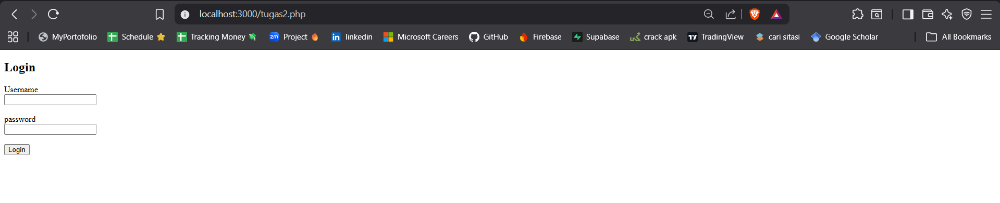 localhost:3000/tugas2.php
MyPortofolio Schedule Tracking Money zm Project linkedin Microsoft Careers GitHub Firebase Supabase crack apk TradingView cari sitasi Google Scholar All Bookmarks
Login
Username
password
Login